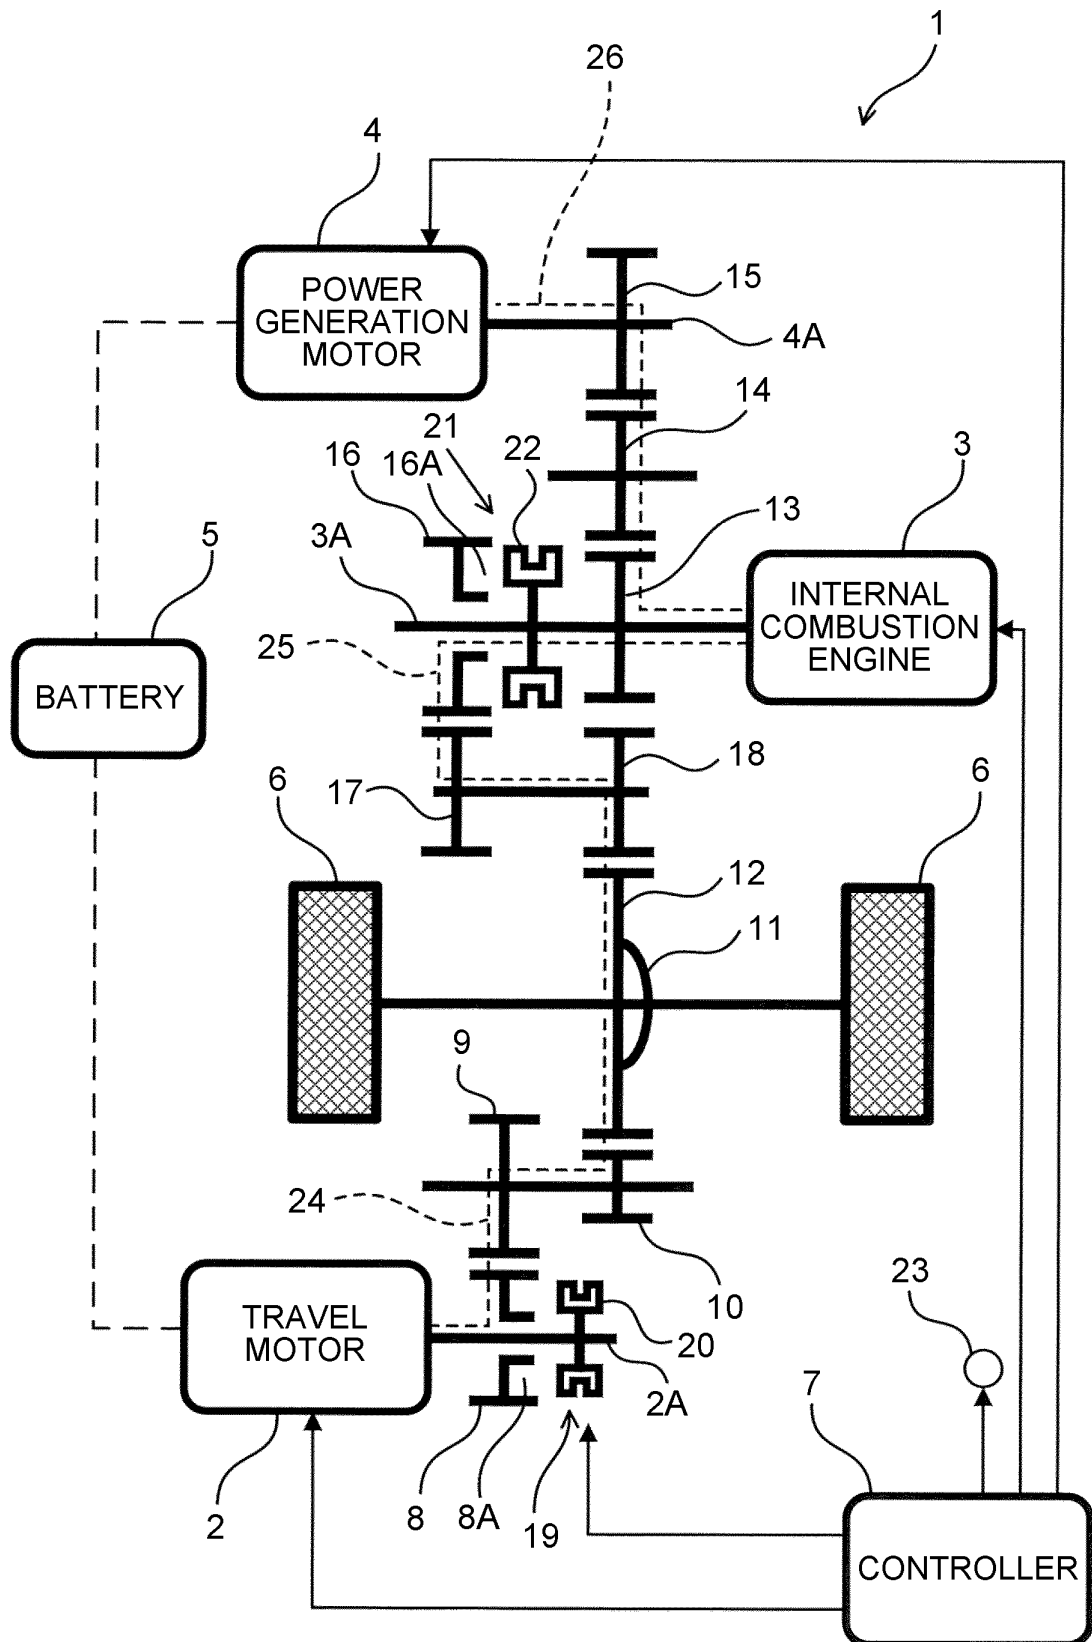 1
26
4
POWER
GENERATION
MOTOR
15
4A
14
21
16
16A
22
3
13
3A
5
INTERNAL
COMBUSTION
ENGINE
25
BATTERY
18
6
17
6
12
11
9
24
10
23
TRAVEL
MOTOR
20
2A
7
2
8
8A
19
CONTROLLER